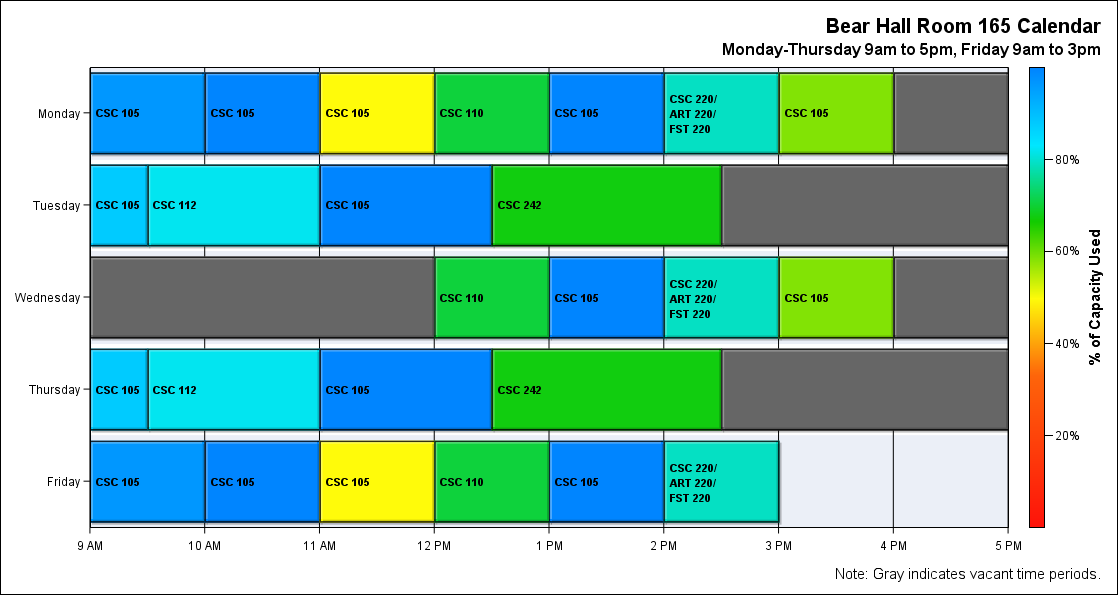 Bear Hall Room 165 Calendar
Monday-Thursday 9am to 5pm, Friday 9am to 3pm
Monday
CSC 105
CSC 105
CSC 105
CSC 110
CSC 105
CSC 220/
ART 220/
FST 220
CSC 105
Tuesday
CSC 105
CSC 112
CSC 105
CSC 242
Wednesday
CSC 110
CSC 105
CSC 220/
ART 220/
FST 220
CSC 105
Thursday
CSC 105
CSC 112
CSC 105
CSC 242
Friday
CSC 105
CSC 105
CSC 105
CSC 110
CSC 105
CSC 220/
ART 220/
FST 220
9 AM
10 AM
11 AM
12 PM
1 PM
2 PM
3 PM
4 PM
5 PM
80%
60%
40%
20%
% of Capacity Used
Note: Gray indicates vacant time periods.